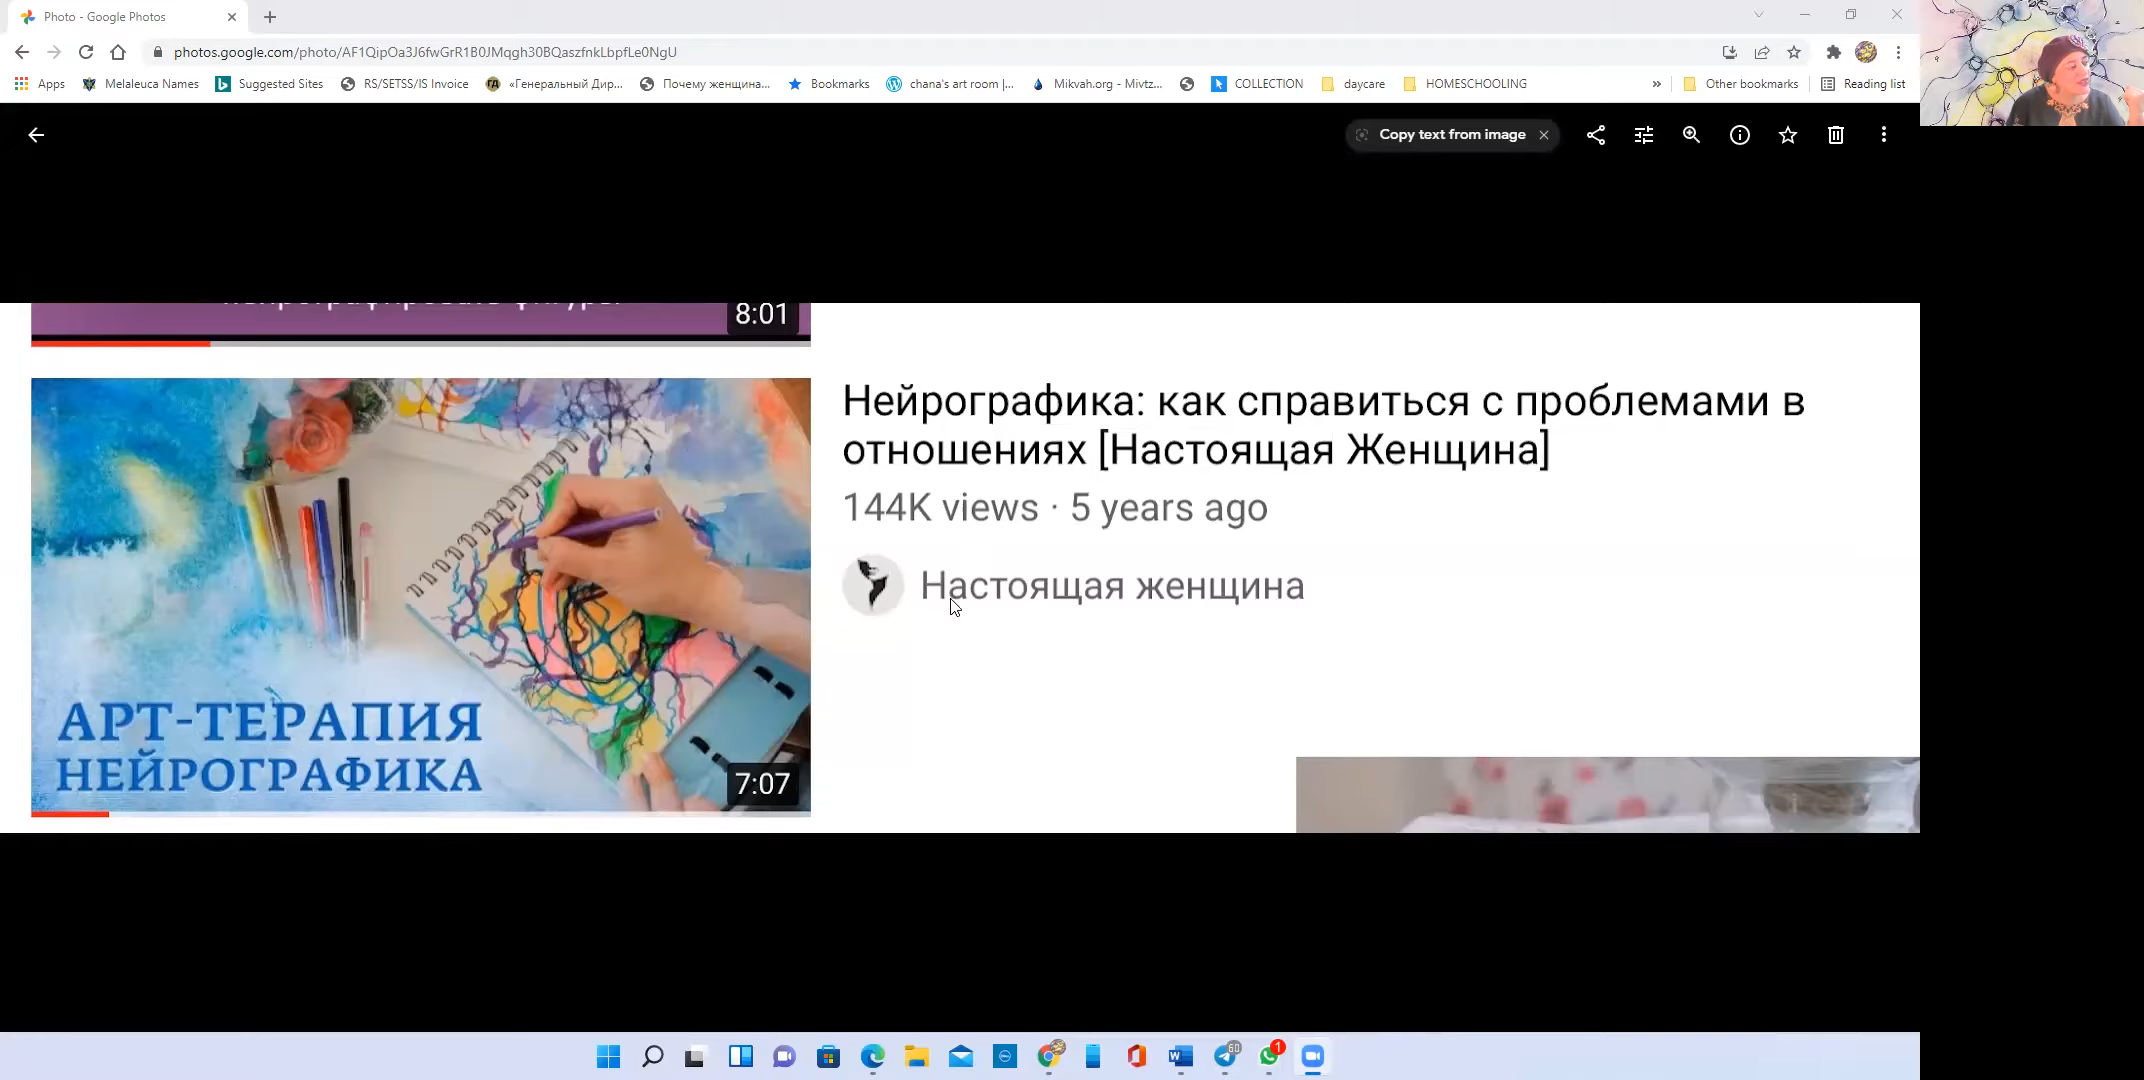 Photo - Google Photos
photos.google.com/photo/AF1QipOa3J6fwGrR1B0JMqgh30BQaszfnkLbpfLe0NgU
Apps Melaleuca Names Suggested Sites RS/SETSS/IS Invoice «Генеральный Дир... Почему женщина... Bookmarks chana's art room |... Mikvah.org - Mivtz... COLLECTION daycare HOMESCHOOLING » Other bookmarks Reading list
Copy text from image
8:01
Нейрографика: как справиться с проблемами в
отношениях [Настоящая Женщина]
144K views · 5 years ago
Настоящая женщина
АРТ-ТЕРАПИЯ
НЕЙРОГРАФИКА
7:07
60
1